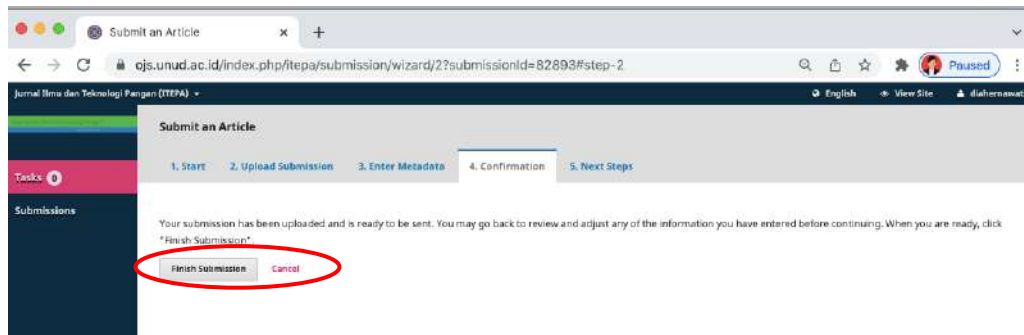 Submit an Article
ojs.unud.ac.id/index.php/itepa/submission/wizard/2?submissionId=82893#step-2
Paused
Jurnal Ilmu dan Teknologi Pangan (ITEPA)
English
View Site
diahernawat
Submit an Article
Tasks 0
1. Start 2. Upload Submission 3. Enter Metadata 4. Confirmation 5. Next Steps
Submissions
Your submission has been uploaded and is ready to be sent. You may go back to review and adjust any of the information you have entered before continuing. When you are ready, click
"Finish Submission".
Finish Submission Cancel